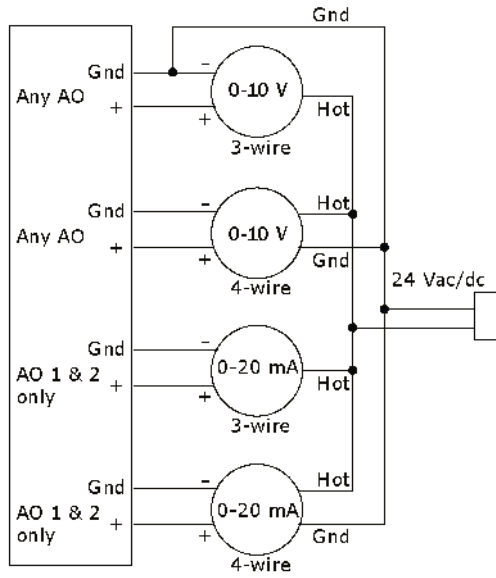 Gnd
Gnd -
Any AO 0-10 V
+ + Hot
3-wire
Gnd - Hot
Any AO 0-10 V
+ + Gnd
4-wire
24 Vac/dc
Gnd -
AO 1 & 2 + 0-20 mA
only + Hot
3-wire
Gnd - Hot
AO 1 & 2 + 0-20 mA
only + Gnd
4-wire